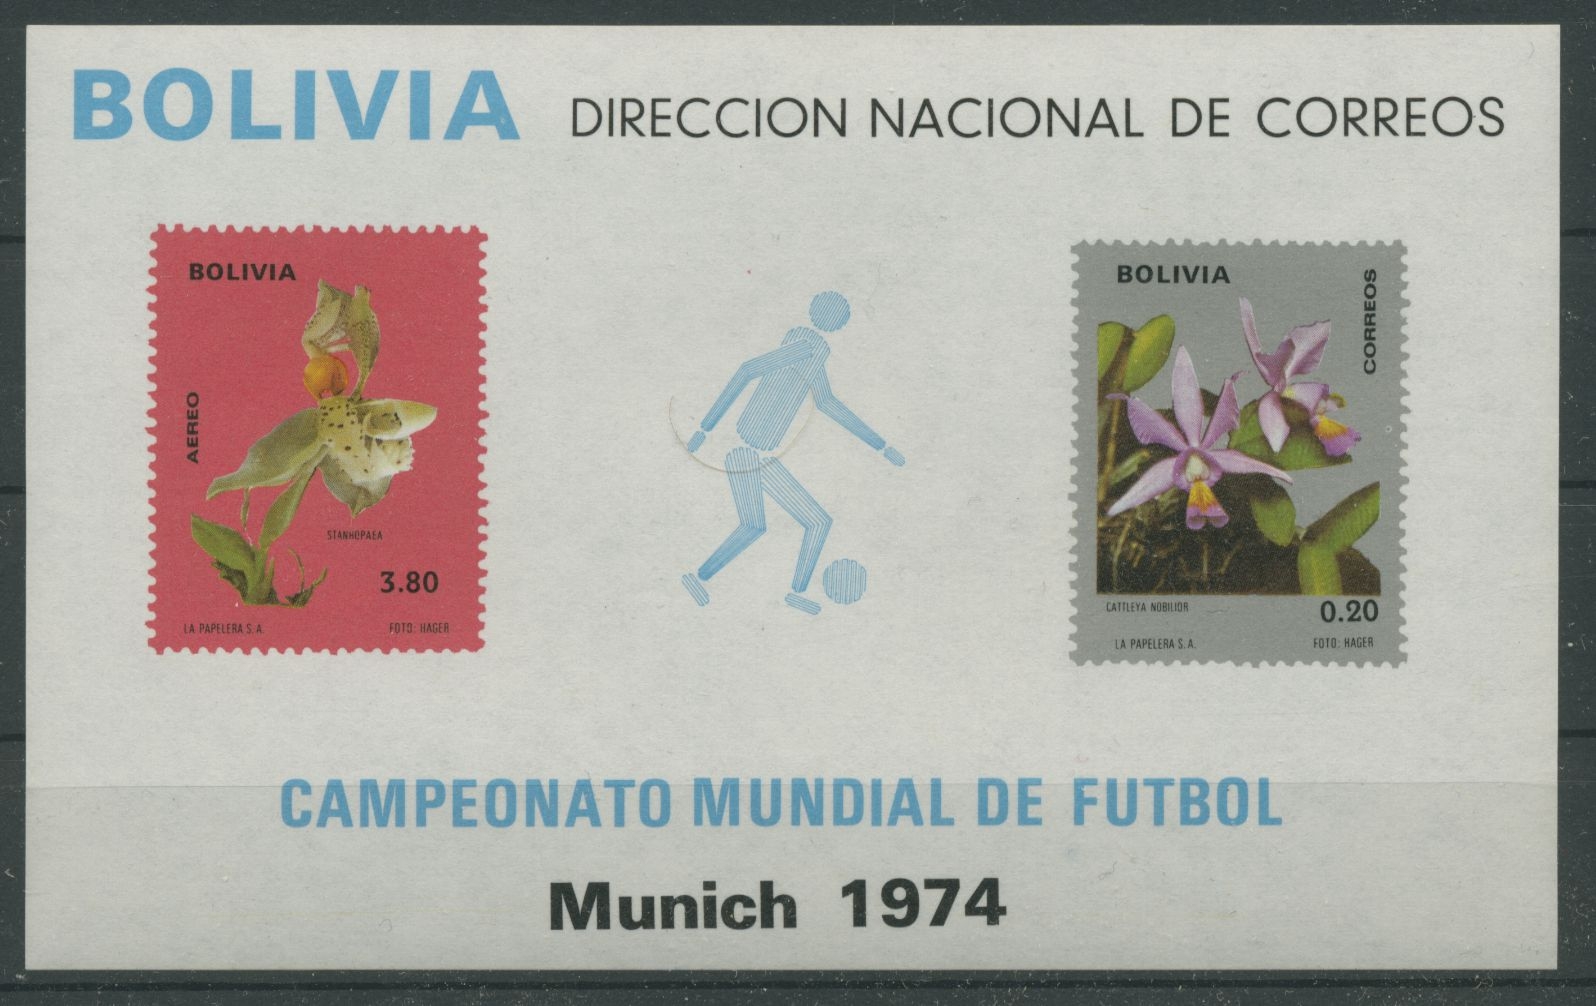 BOLIVIA DIRECCION NACIONAL DE CORREOS
BOLIVIA
AEREO
STANHOPAEA
3.80
LA PAPELERA S.A. FOTO: HAGER
BOLIVIA
CORREOS
CATTLEYA NOBILIOR
0.20
LA PAPELERA S.A. FOTO: HAGER
CAMPEONATO MUNDIAL DE FUTBOL
Munich 1974